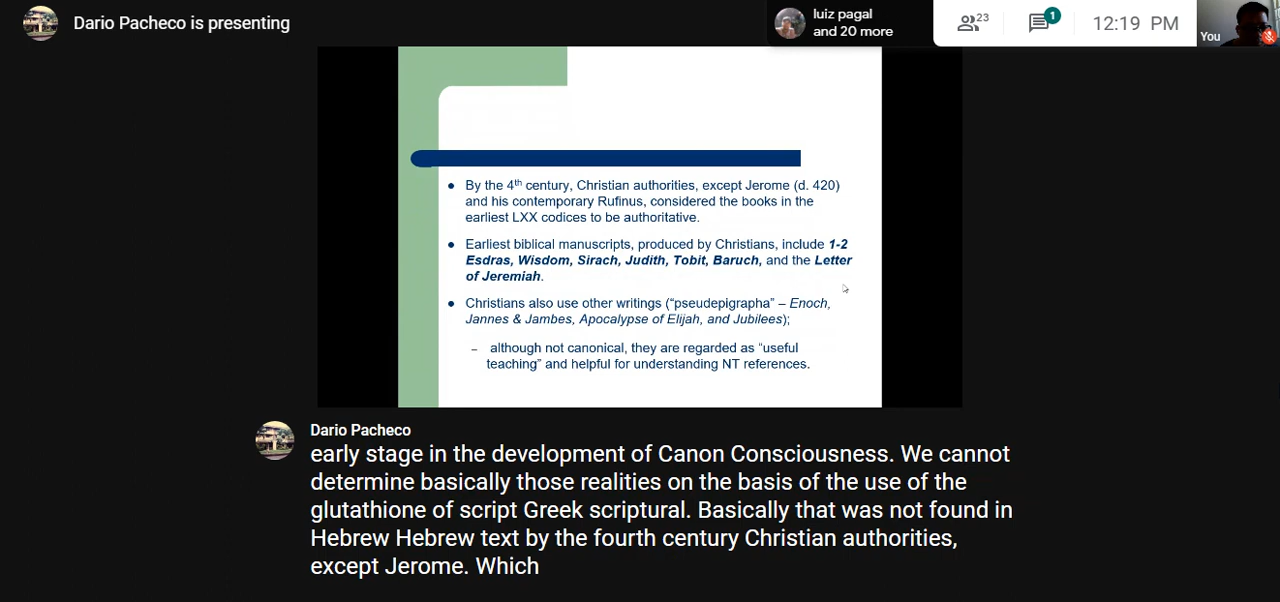 Dario Pacheco is presenting
luiz pagal
and 20 more
23
1
12:19 PM
You
• By the 4th century, Christian authorities, except Jerome (d. 420)
and his contemporary Rufinus, considered the books in the
earliest LXX codices to be authoritative.
• Earliest biblical manuscripts, produced by Christians, include 1-2
Esdras, Wisdom, Sirach, Judith, Tobit, Baruch, and the Letter
of Jeremiah.
• Christians also use other writings (“pseudepigrapha” – Enoch,
Jannes & Jambes, Apocalypse of Elijah, and Jubilees);
– although not canonical, they are regarded as “useful
teaching” and helpful for understanding NT references.
Dario Pacheco
early stage in the development of Canon Consciousness. We cannot
determine basically those realities on the basis of the use of the
glutathione of script Greek scriptural. Basically that was not found in
Hebrew Hebrew text by the fourth century Christian authorities,
except Jerome. Which